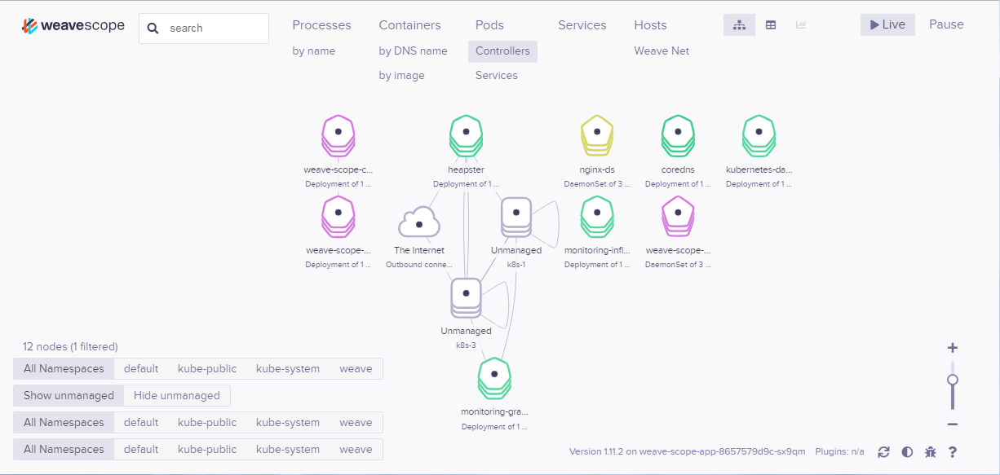 weavescope
search
Processes
Containers
Pods
Services
Hosts
Live
Pause
by name
by DNS name
Controllers
Weave Net
by image
Services
weave-scope-c...
heapster
nginx-ds
coredns
kubernetes-da...
Deployment of 1 ...
Deployment of 1 ...
DaemonSet of 3 ...
Deployment of 1 ...
Deployment of 1 ...
weave-scope-...
The Internet
Unmanaged
monitoring-infl...
weave-scope-...
Deployment of 1 ...
Outbound conne...
k8s-1
Deployment of 1 ...
DaemonSet of 3 ...
Unmanaged
k8s-3
monitoring-gra...
Deployment of 1 ...
12 nodes (1 filtered)
All Namespaces default kube-public kube-system weave
Show unmanaged Hide unmanaged
All Namespaces default kube-public kube-system weave
All Namespaces default kube-public kube-system weave
Version 1.11.2 on weave-scope-app-8657579d9c-sx9qm Plugins: n/a ?